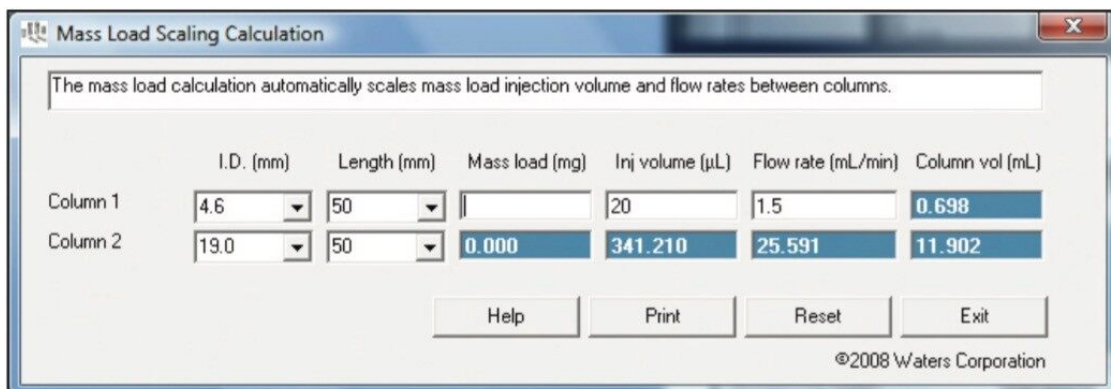 Mass Load Scaling Calculation
The mass load calculation automatically scales mass load injection volume and flow rates between columns.
I.D. (mm) Length (mm) Mass load (mg) Inj volume (µL) Flow rate (mL/min) Column vol (mL)
Column 1 4.6 50 20 1.5 0.698
Column 2 19.0 50 0.000 341.210 25.591 11.902
Help Print Reset Exit
©2008 Waters Corporation